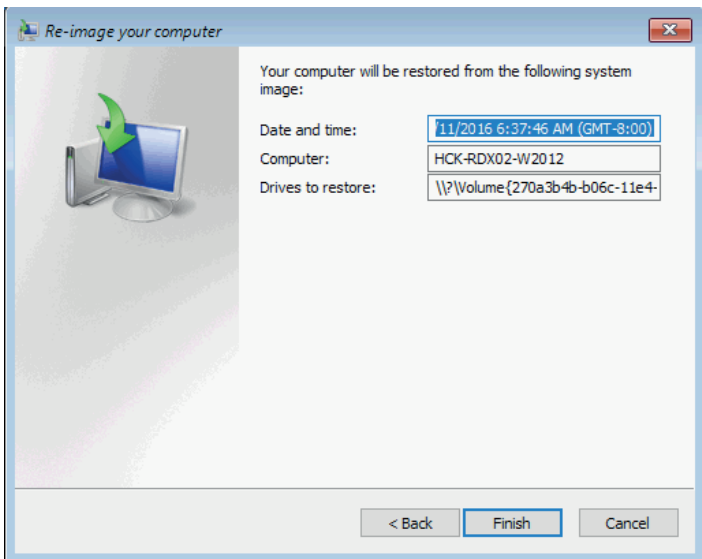 Re-image your computer
Your computer will be restored from the following system
image:
Date and time: /11/2016 6:37:46 AM (GMT-8:00)
Computer: HCK-RDX02-W2012
Drives to restore: \\?\Volume{270a3b4b-b06c-11e4-
< Back Finish Cancel